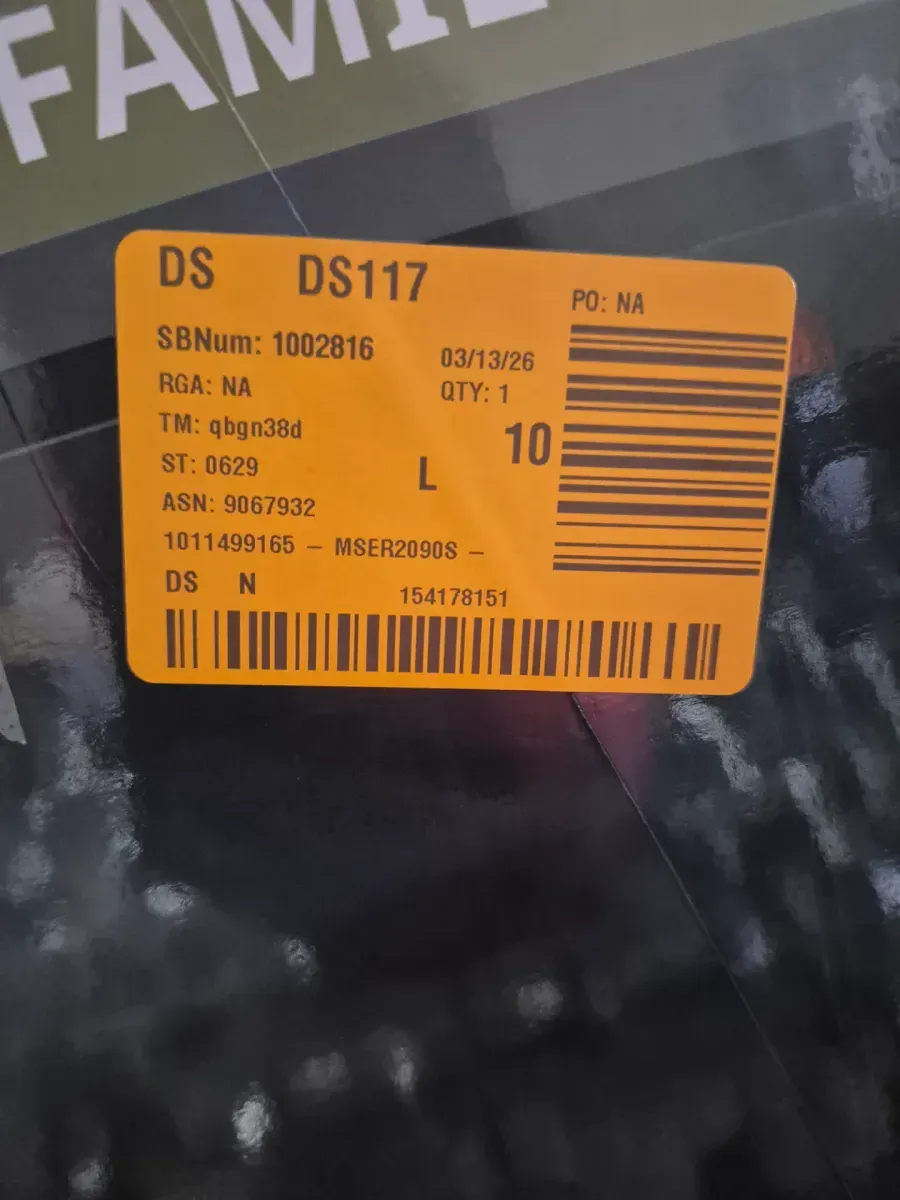 FAMIL
DS DS117
PO: NA
SBNum: 1002816 03/13/26
RGA: NA QTY: 1
TM: qbgn38d 10
ST: 0629 L
ASN: 9067932
1011499165 – MSER2090S –
DS N 154178151